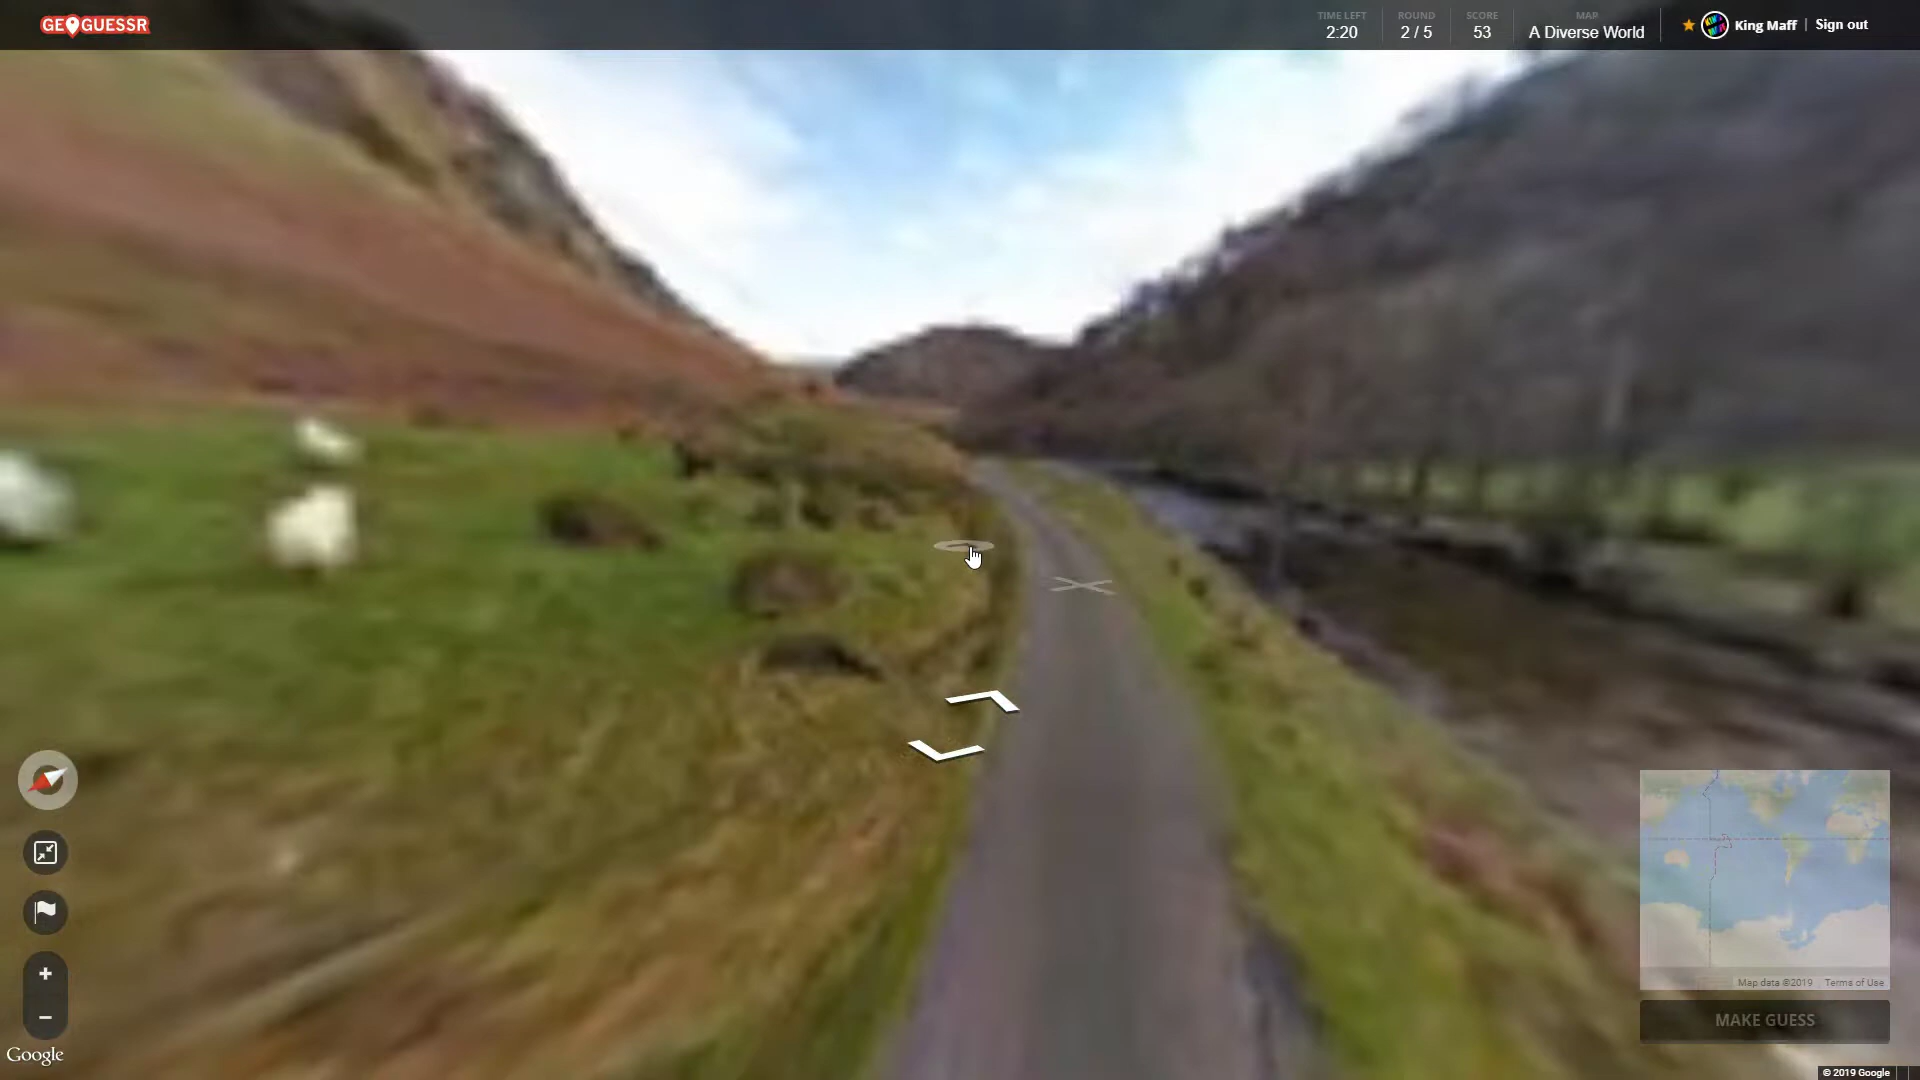 GEOGUESSR
TIME LEFT
2:20
ROUND
2 / 5
SCORE
53
MAP
A Diverse World
King Maff
Sign out
+
−
Google
Map data ©2019
Terms of Use
MAKE GUESS
© 2019 Google